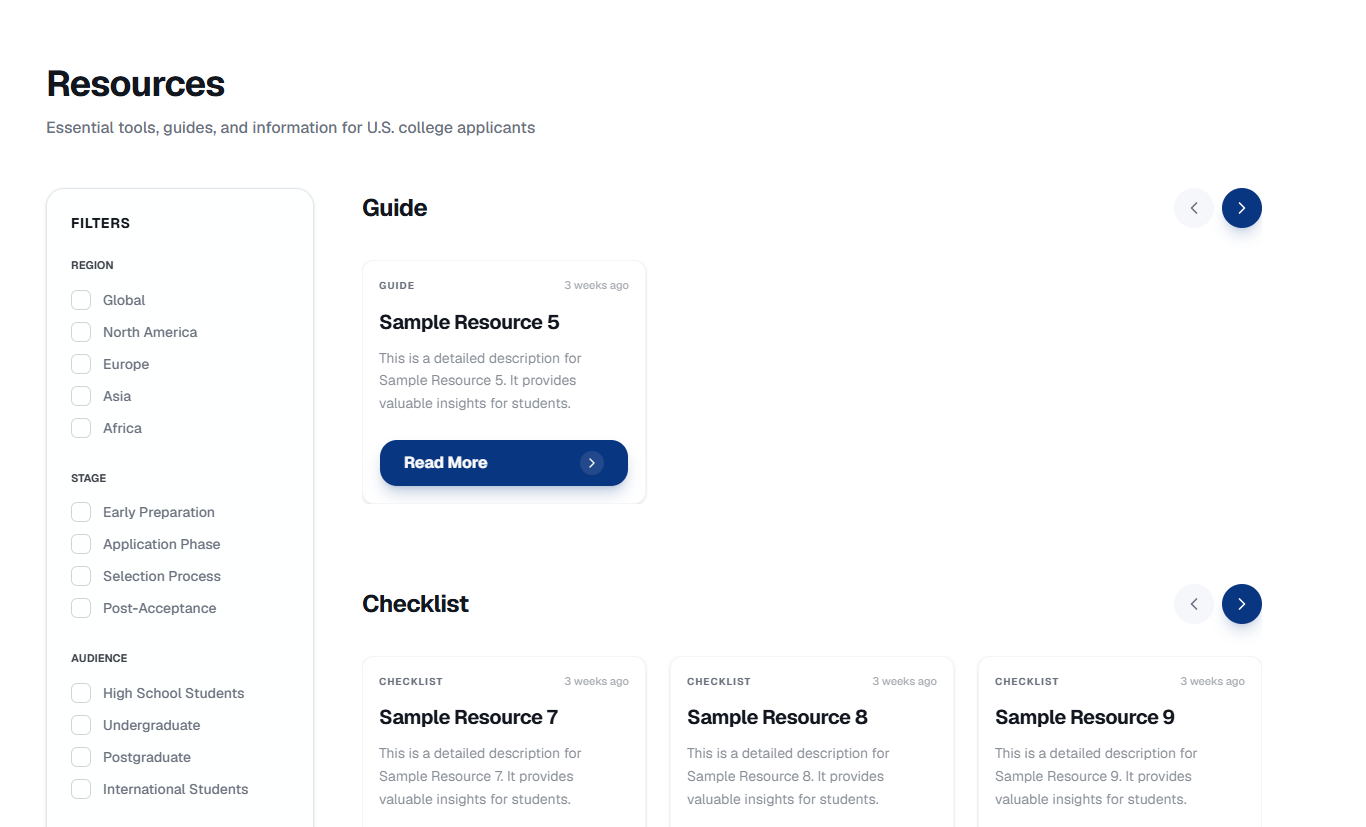 Resources
Essential tools, guides, and information for U.S. college applicants
FILTERS
REGION
Global
North America
Europe
Asia
Africa
STAGE
Early Preparation
Application Phase
Selection Process
Post-Acceptance
AUDIENCE
High School Students
Undergraduate
Postgraduate
International Students
Guide
GUIDE 3 weeks ago
Sample Resource 5
This is a detailed description for
Sample Resource 5. It provides
valuable insights for students.
Read More
Checklist
CHECKLIST 3 weeks ago
Sample Resource 7
This is a detailed description for
Sample Resource 7. It provides
valuable insights for students.
CHECKLIST 3 weeks ago
Sample Resource 8
This is a detailed description for
Sample Resource 8. It provides
valuable insights for students.
CHECKLIST 3 weeks ago
Sample Resource 9
This is a detailed description for
Sample Resource 9. It provides
valuable insights for students.